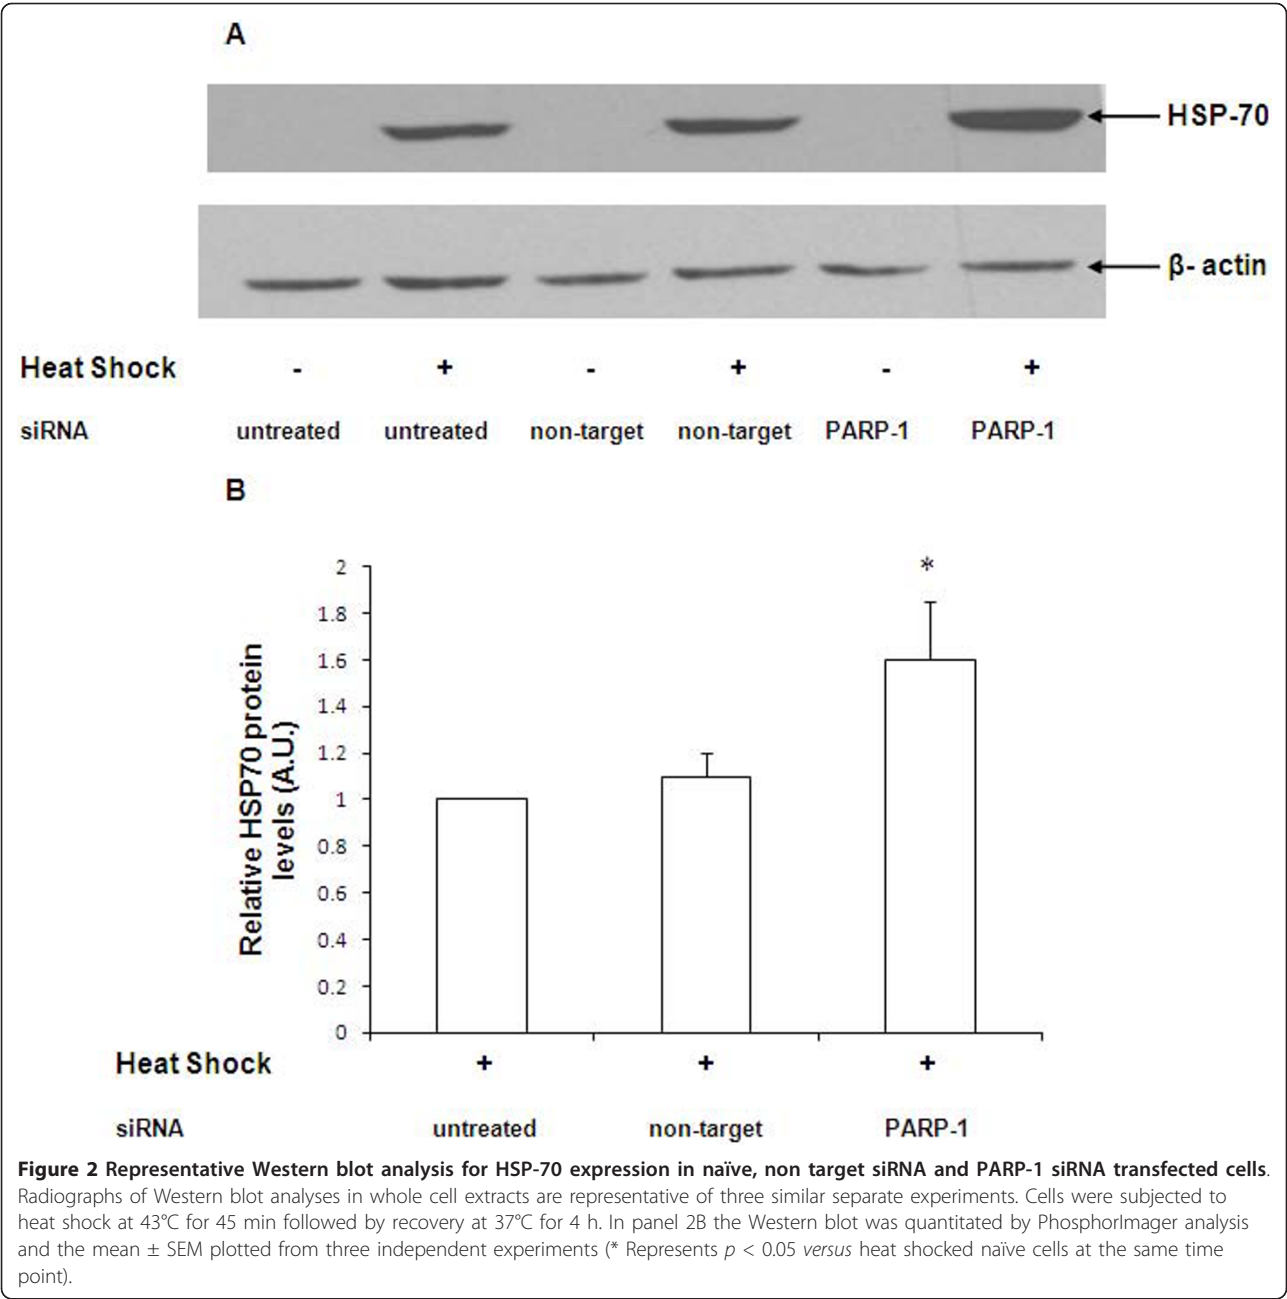 A
HSP-70
β- actin
Heat Shock - + - + - +
siRNA untreated untreated non-target non-target PARP-1 PARP-1
B
*
2
1.8
1.6
1.4
1.2
1
0.8
0.6
0.4
0.2
0
Relative HSP70 protein
levels (A.U.)
Heat Shock + + +
siRNA untreated non-target PARP-1
Figure 2 Representative Western blot analysis for HSP-70 expression in naïve, non target siRNA and PARP-1 siRNA transfected cells.
Radiographs of Western blot analyses in whole cell extracts are representative of three similar separate experiments. Cells were subjected to
heat shock at 43°C for 45 min followed by recovery at 37°C for 4 h. In panel 2B the Western blot was quantitated by PhosphorImager analysis
and the mean ± SEM plotted from three independent experiments (* Represents p < 0.05 versus heat shocked naïve cells at the same time
point).